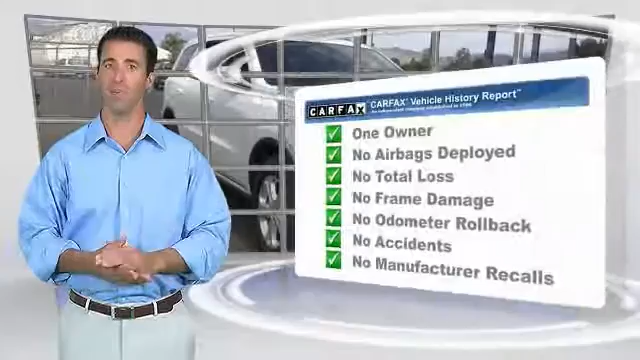 CARFAX
CARFAX Vehicle History Report™
One Owner
No Airbags Deployed
No Total Loss
No Frame Damage
No Odometer Rollback
No Accidents
No Manufacturer Recalls